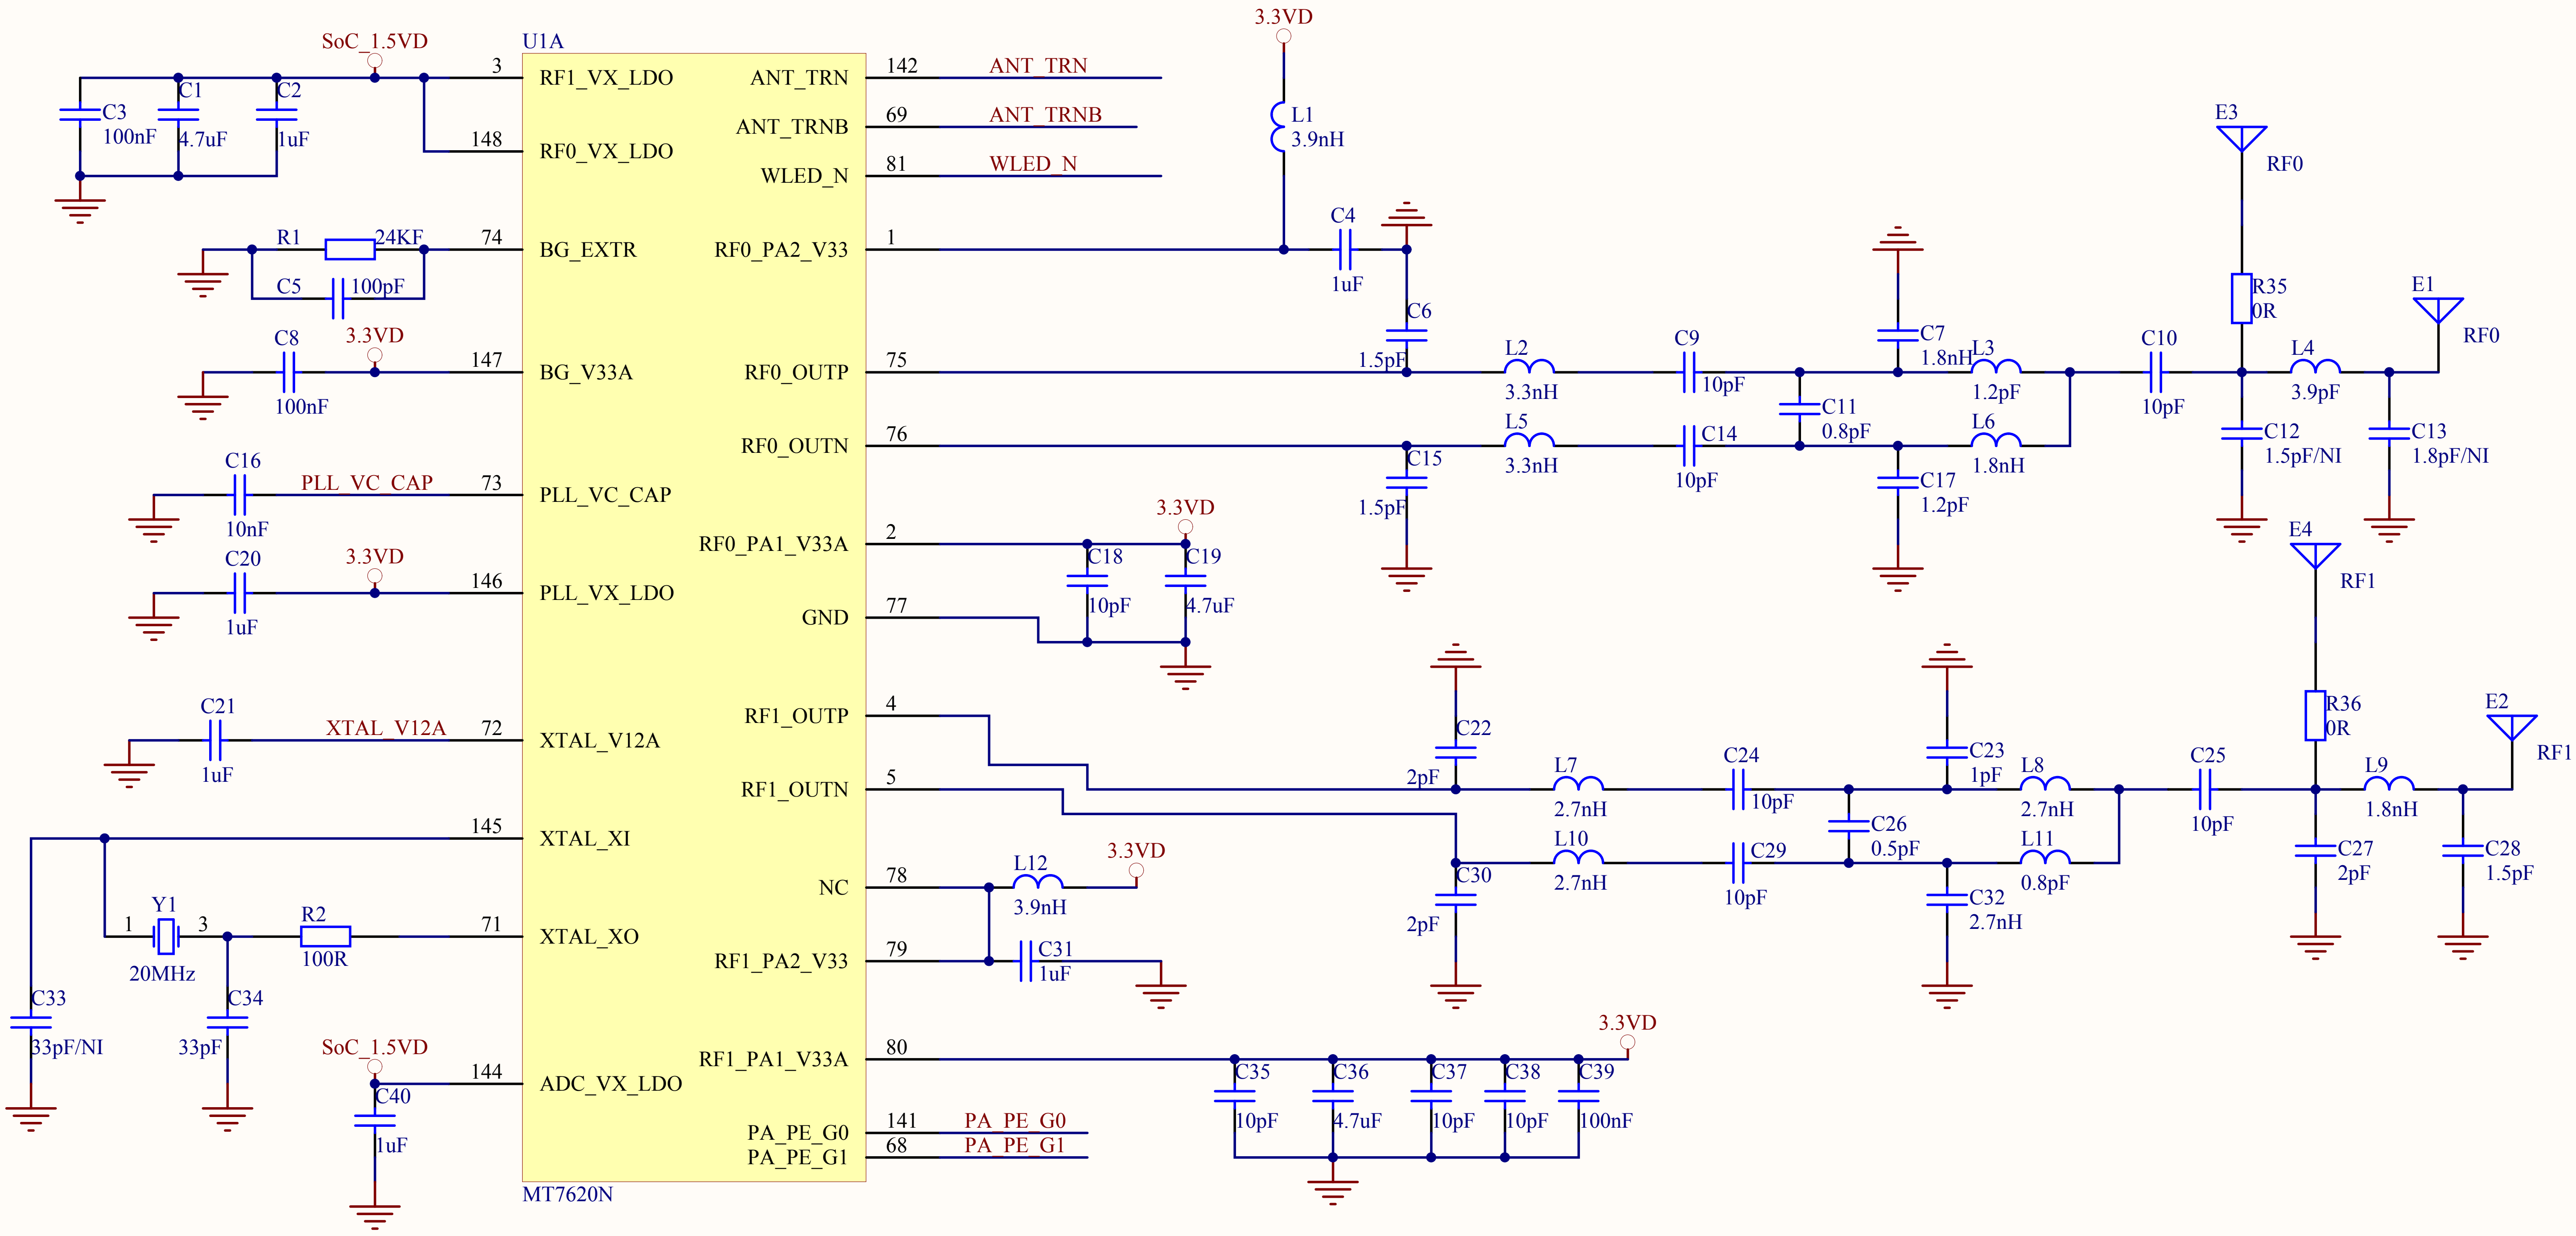 3.3VD
SoC_1.5VD
U1A
C3
100nF
C1
4.7uF
C2
1uF
3
RF1_VX_LDO
148
RF0_VX_LDO
R1
24KF
C5
100pF
74
BG_EXTR
C8
100nF
3.3VD
147
BG_V33A
C16
10nF
PLL_VC_CAP
73
PLL_VC_CAP
C20
1uF
3.3VD
146
PLL_VX_LDO
C21
1uF
XTAL_V12A
72
XTAL_V12A
145
XTAL_XI
1
Y1
3
20MHz
R2
100R
71
XTAL_XO
C33
33pF/NI
C34
33pF
SoC_1.5VD
C40
1uF
144
ADC_VX_LDO
MT7620N
ANT_TRN
142
ANT_TRN
ANT_TRNB
69
ANT_TRNB
WLED_N
81
WLED_N
RF0_PA2_V33
1
L1
3.9nH
C4
1uF
C6
1.5pF
RF0_OUTP
75
L2
3.3nH
C9
10pF
C7
1.8nH
L3
1.2pF
C10
10pF
E3
RF0
R35
0R
L4
3.9pF
E1
RF0
RF0_OUTN
76
C15
1.5pF
L5
3.3nH
C14
10pF
C11
0.8pF
C17
1.2pF
L6
1.8nH
C12
1.5pF/NI
C13
1.8pF/NI
RF0_PA1_V33A
2
3.3VD
C18
10pF
C19
4.7uF
GND
77
RF1_OUTP
4
C22
2pF
L7
2.7nH
C24
10pF
C23
1pF
L8
2.7nH
C25
10pF
E4
RF1
R36
0R
L9
1.8nH
E2
RF1
RF1_OUTN
5
C30
2pF
L10
2.7nH
C29
10pF
C26
0.5pF
C32
2.7nH
L11
0.8pF
C27
2pF
C28
1.5pF
NC
78
L12
3.9nH
3.3VD
RF1_PA2_V33
79
C31
1uF
RF1_PA1_V33A
80
3.3VD
C35
10pF
C36
4.7uF
C37
10pF
C38
10pF
C39
100nF
PA_PE_G0
141
PA_PE_G0
PA_PE_G1
68
PA_PE_G1